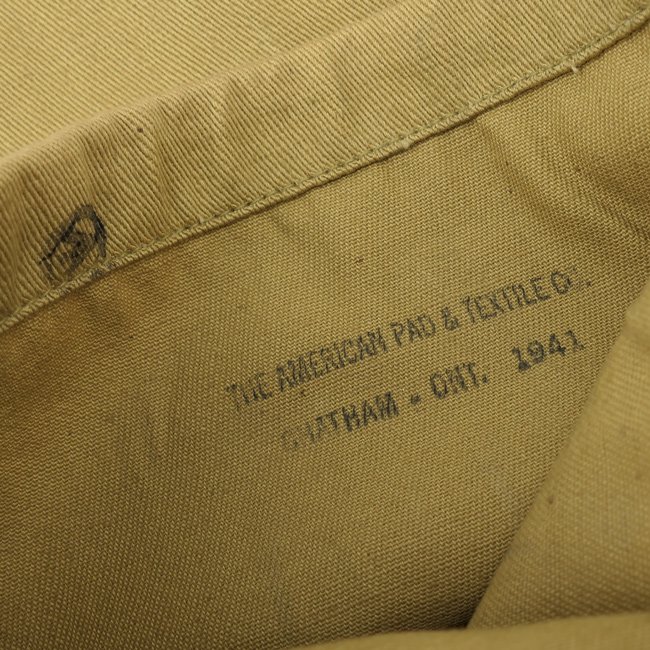 THE AMERICAN PAD & TEXTILE CO.
CHATHAM - ONT. 1941